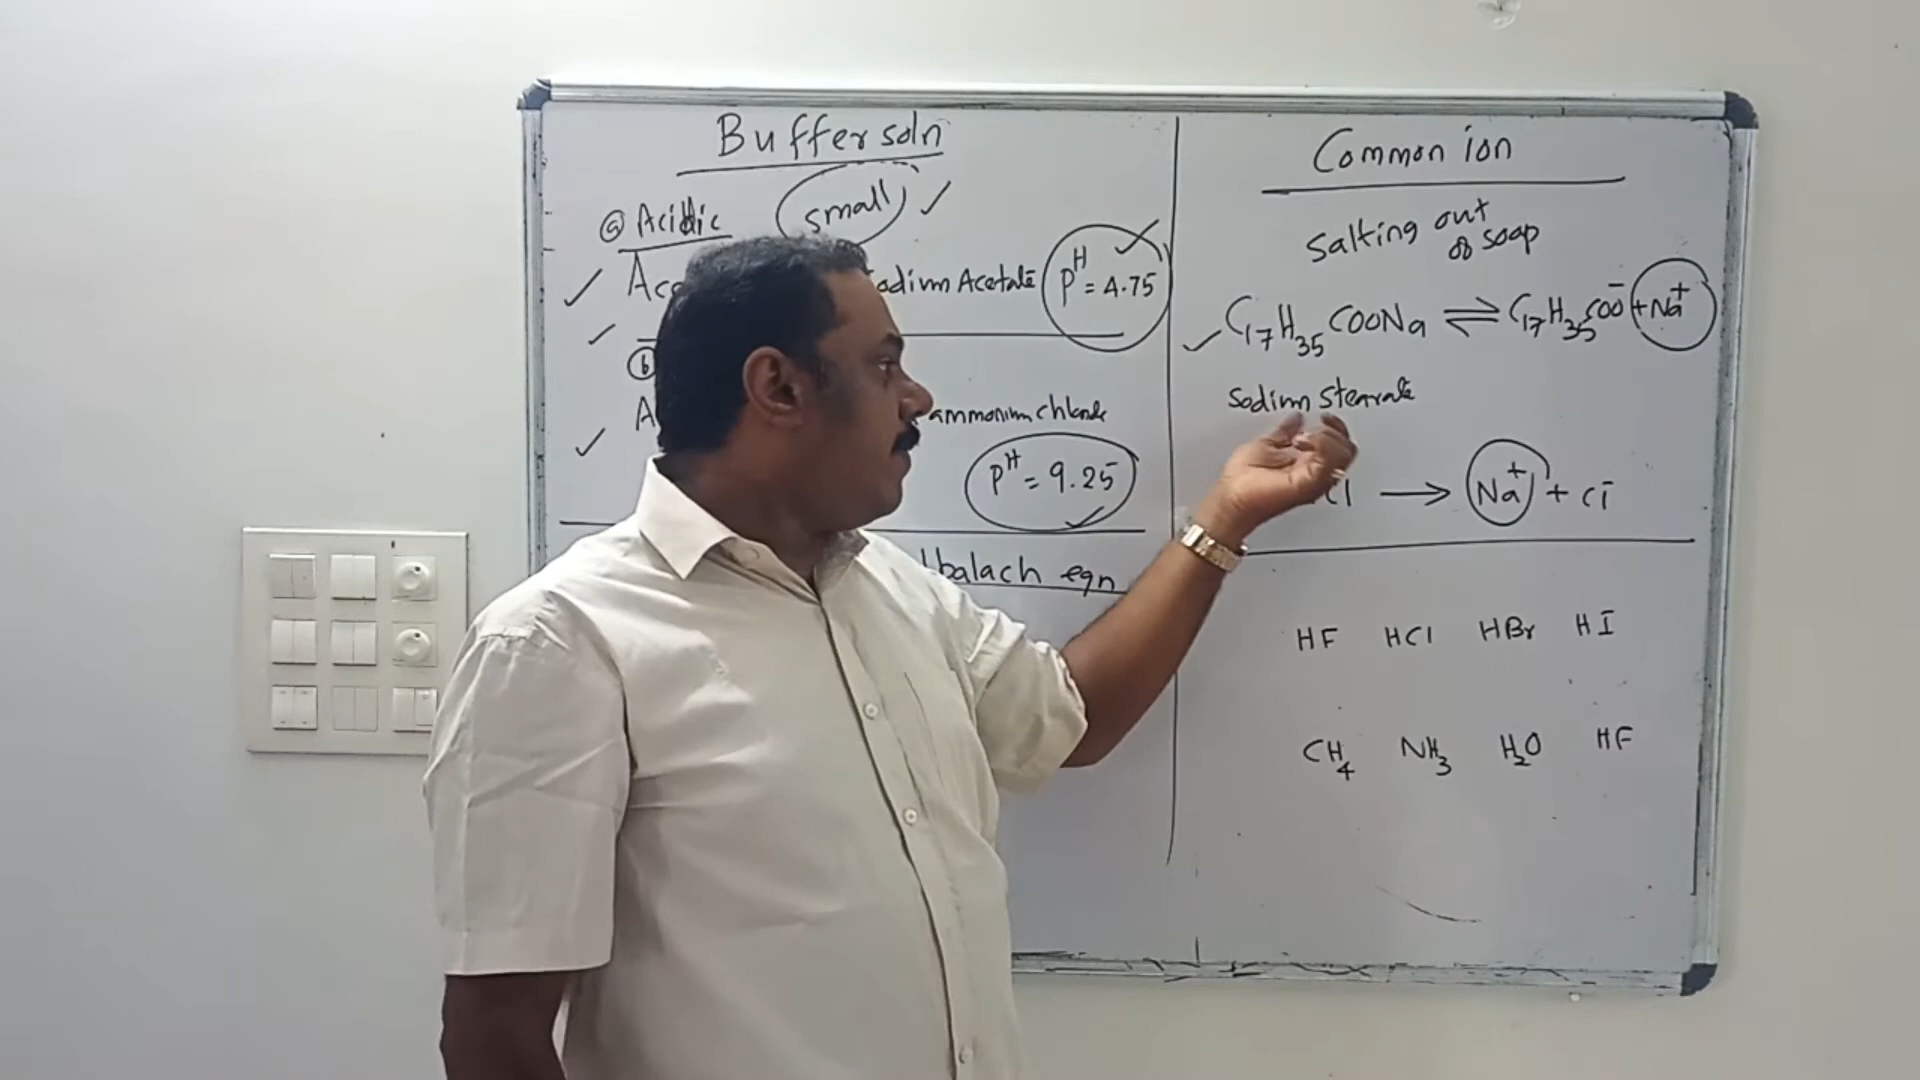 Buffer soln
ⓐ Acidic small ✓
✓ Ace sodium Acetate pH = 4.75 ✓
✓ ⓑ
✓ A ammonium chloride
pH = 9.25 ✓
lbalach eqn
Common ion
Salting out
of soap
✓ C17H35COONa ⇌ C17H35COO⁻ + Na⁺
Sodium Stearate
Cl → Na⁺ + Cl⁻
HF HCl HBr HI
CH4 NH3 H2O HF